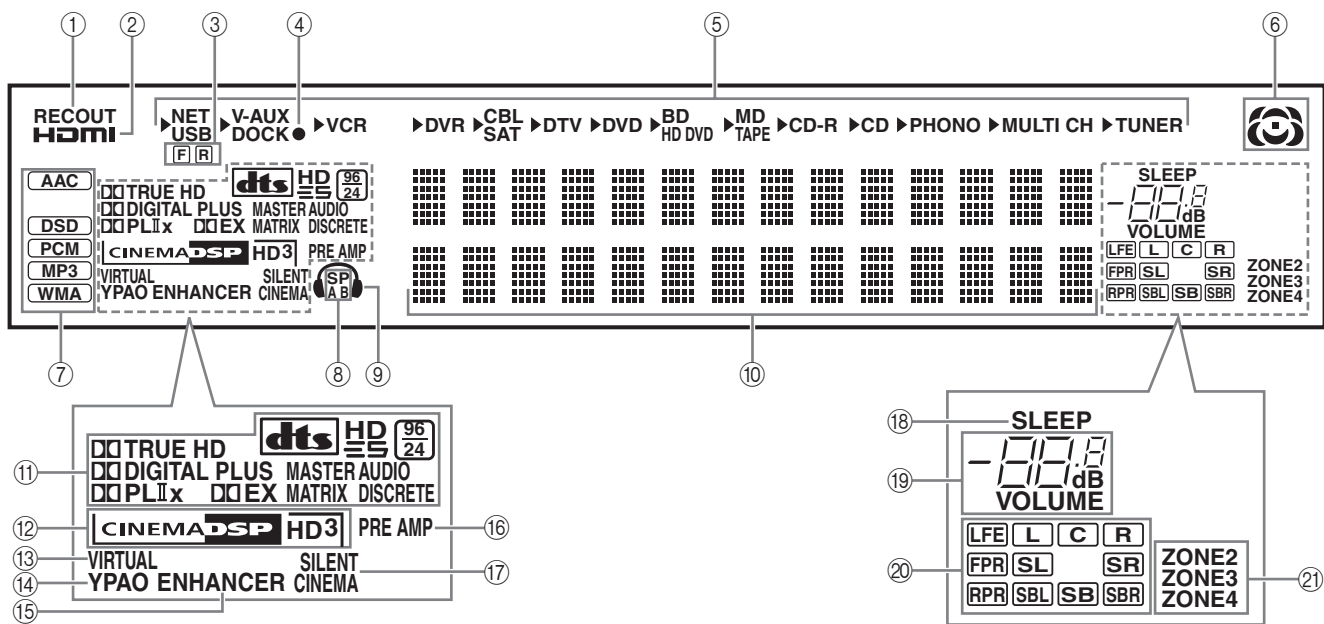 ① ② ③ ④ ⑤ ⑥
RECOUT
HDMI
▶NET USB
F R
▶V-AUX DOCK●
▶VCR ▶DVR ▶CBL SAT ▶DTV ▶DVD ▶BD HD DVD ▶MD TAPE ▶CD-R ▶CD ▶PHONO ▶MULTI CH ▶TUNER
AAC
DSD
PCM
MP3
WMA
TRUE HD dts HD ES 96/24
DIGITAL PLUS MASTER AUDIO
PLⅡx EX MATRIX DISCRETE
CINEMA DSP HD3 PRE AMP
VIRTUAL SILENT
YPAO ENHANCER CINEMA
SP
A B
SLEEP
-88.8 dB
VOLUME
LFE L C R
FPR SL SR
RPR SBL SB SBR
ZONE2
ZONE3
ZONE4
⑦ ⑧ ⑨ ⑩
⑪ TRUE HD dts HD ES 96/24
DIGITAL PLUS MASTER AUDIO
PLⅡx EX MATRIX DISCRETE
⑫ CINEMA DSP HD3 PRE AMP ⑯
⑬ VIRTUAL SILENT
⑭ YPAO ENHANCER CINEMA ⑰
⑮
⑱ SLEEP
⑲ -88.8 dB
VOLUME
⑳ LFE L C R
FPR SL SR
RPR SBL SB SBR
ZONE2
ZONE3 ㉑
ZONE4